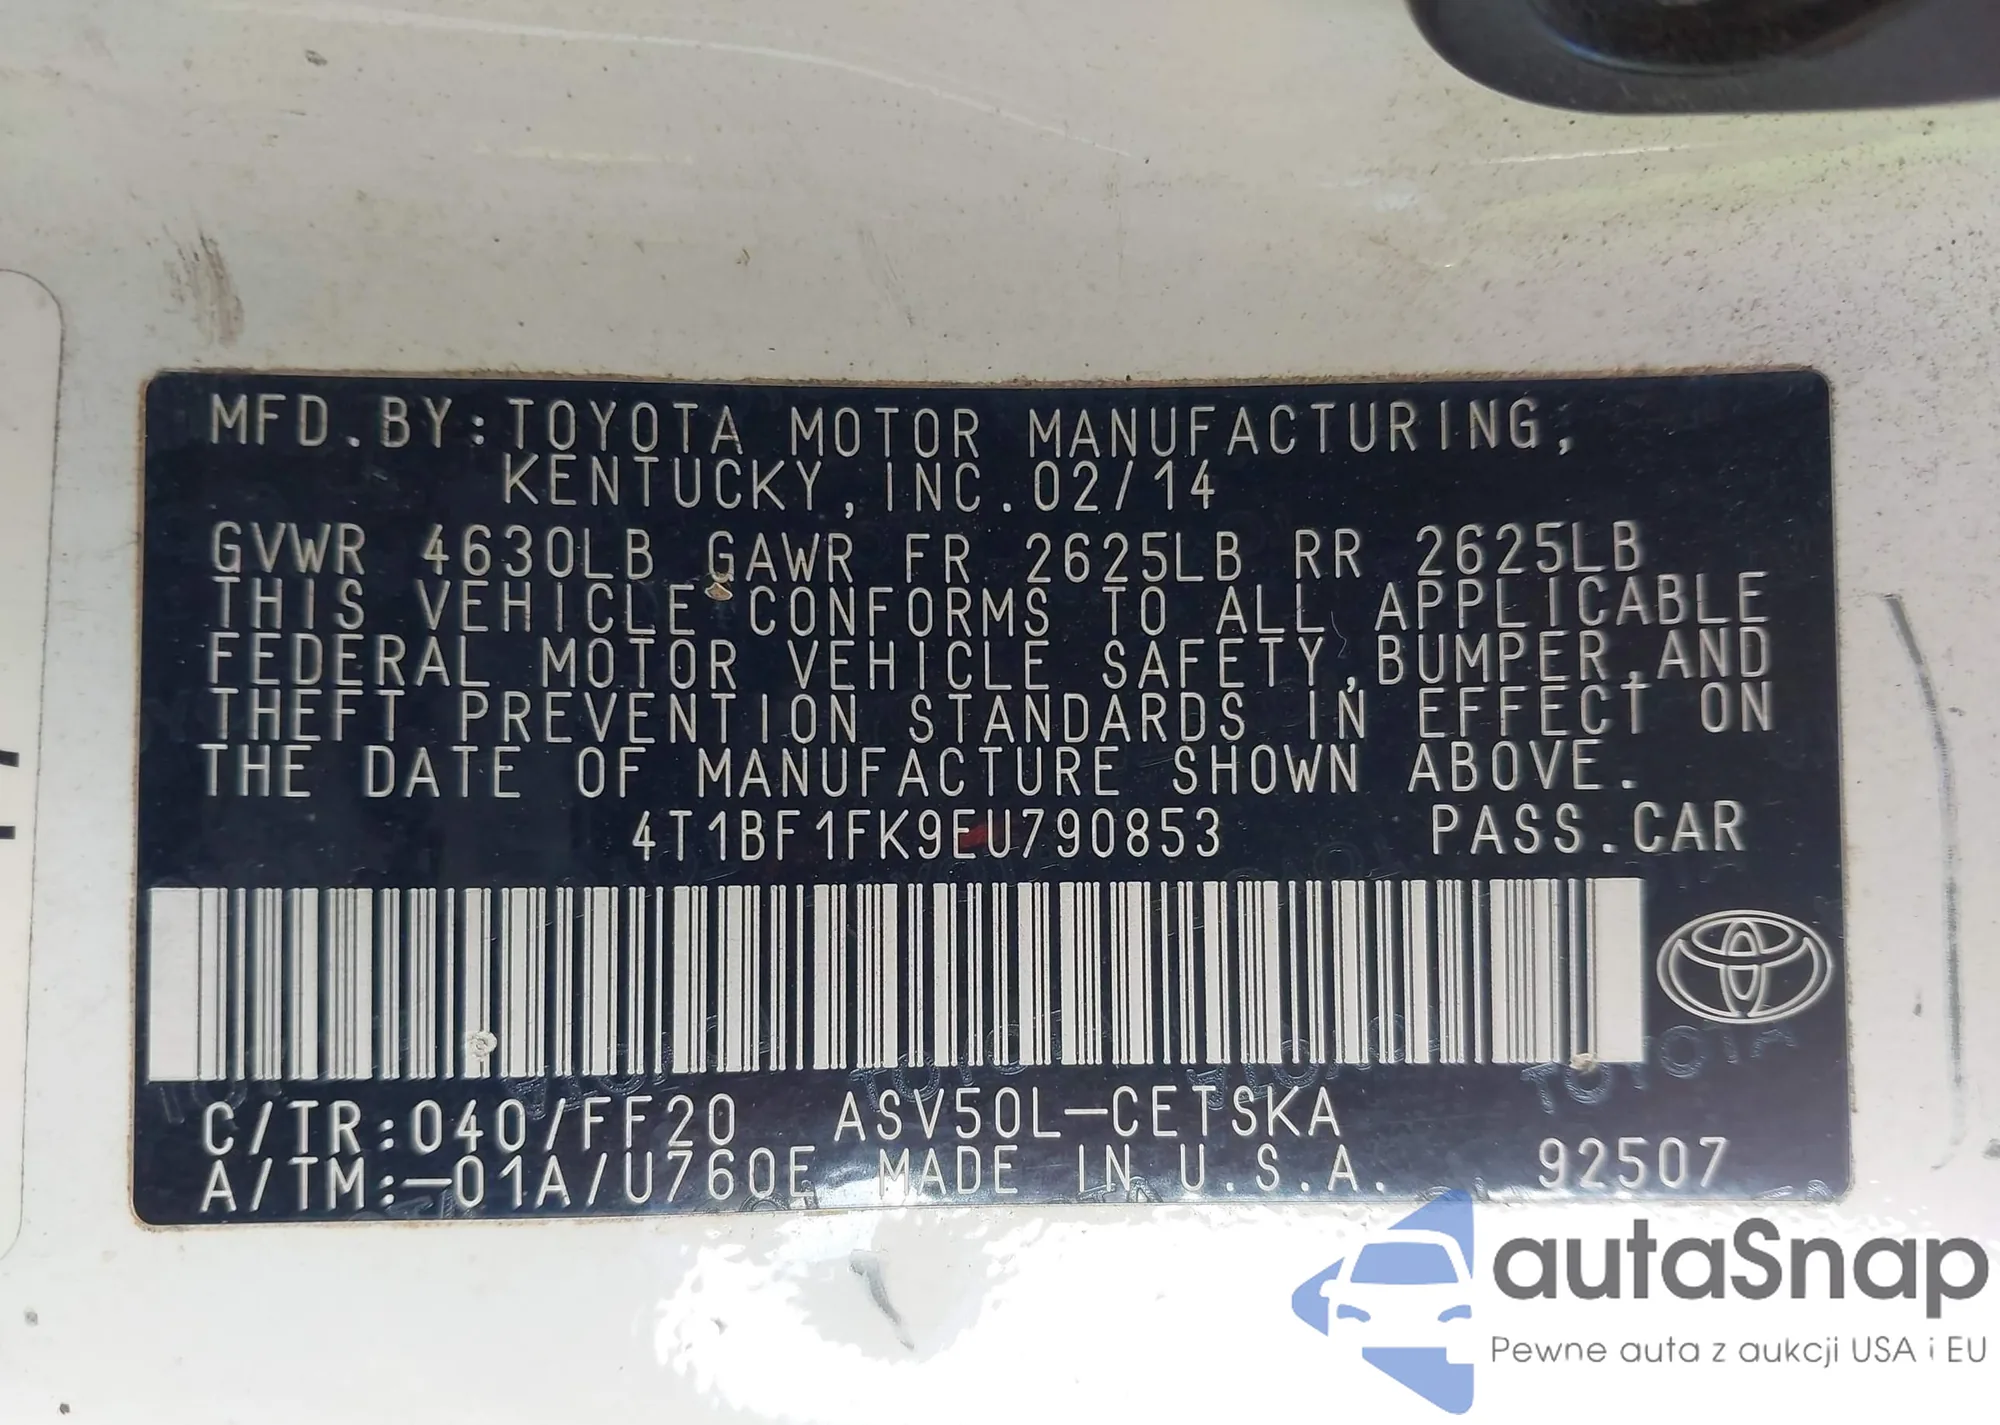 MFD.BY:TOYOTA MOTOR MANUFACTURING,
KENTUCKY,INC.02/14
GVWR 4630LB GAWR FR 2625LB RR 2625LB
THIS VEHICLE CONFORMS TO ALL APPLICABLE
FEDERAL MOTOR VEHICLE SAFETY,BUMPER,AND
THEFT PREVENTION STANDARDS IN EFFECT ON
THE DATE OF MANUFACTURE SHOWN ABOVE.
4T1BF1FK9EU790853 PASS.CAR
TOYOTA
C/TR:040/FF20 ASV50L-CETSKA
A/TM:-01A/U760E MADE IN U.S.A. 92507
autaSnap
Pewne auta z aukcji USA i EU